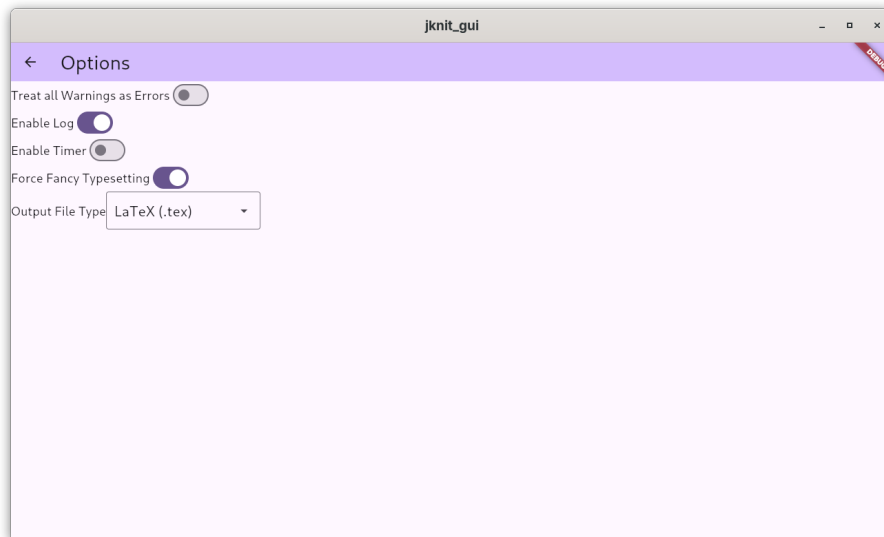 jknit_gui
Options
DEBUG
Treat all Warnings as Errors
Enable Log
Enable Timer
Force Fancy Typesetting
Output File Type LaTeX (.tex)